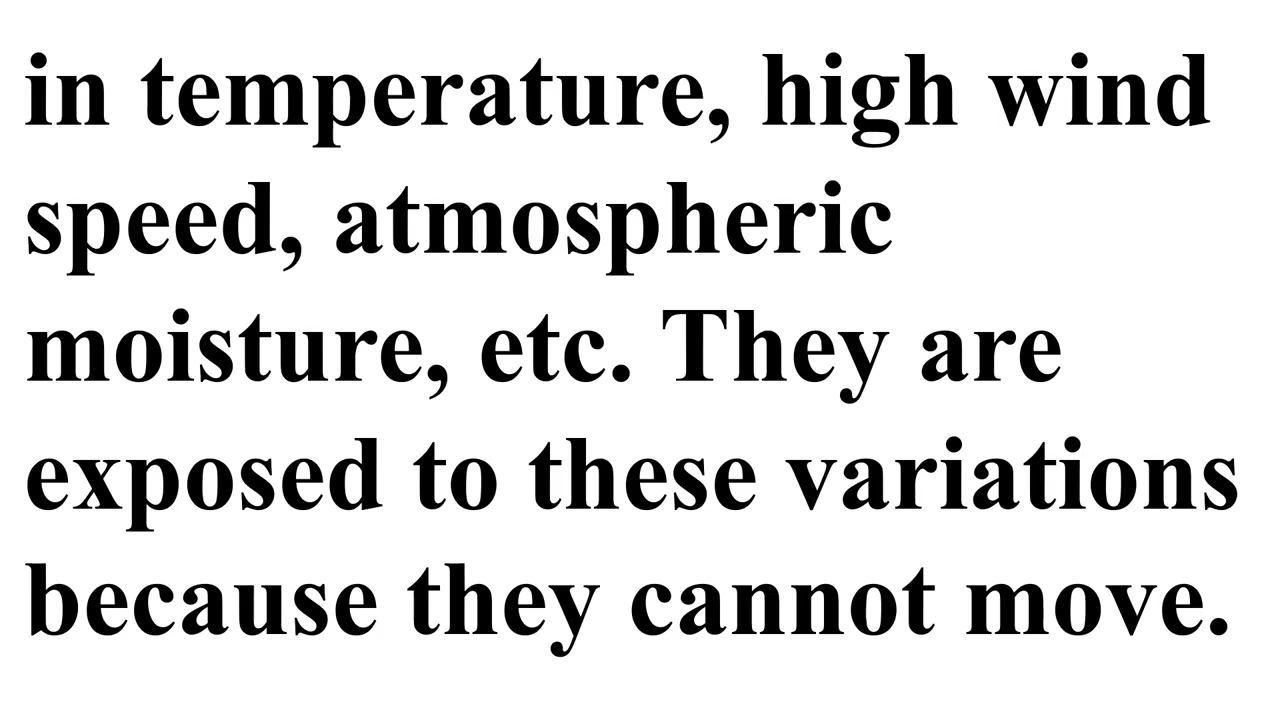 in temperature, high wind
speed, atmospheric
moisture, etc. They are
exposed to these variations
because they cannot move.